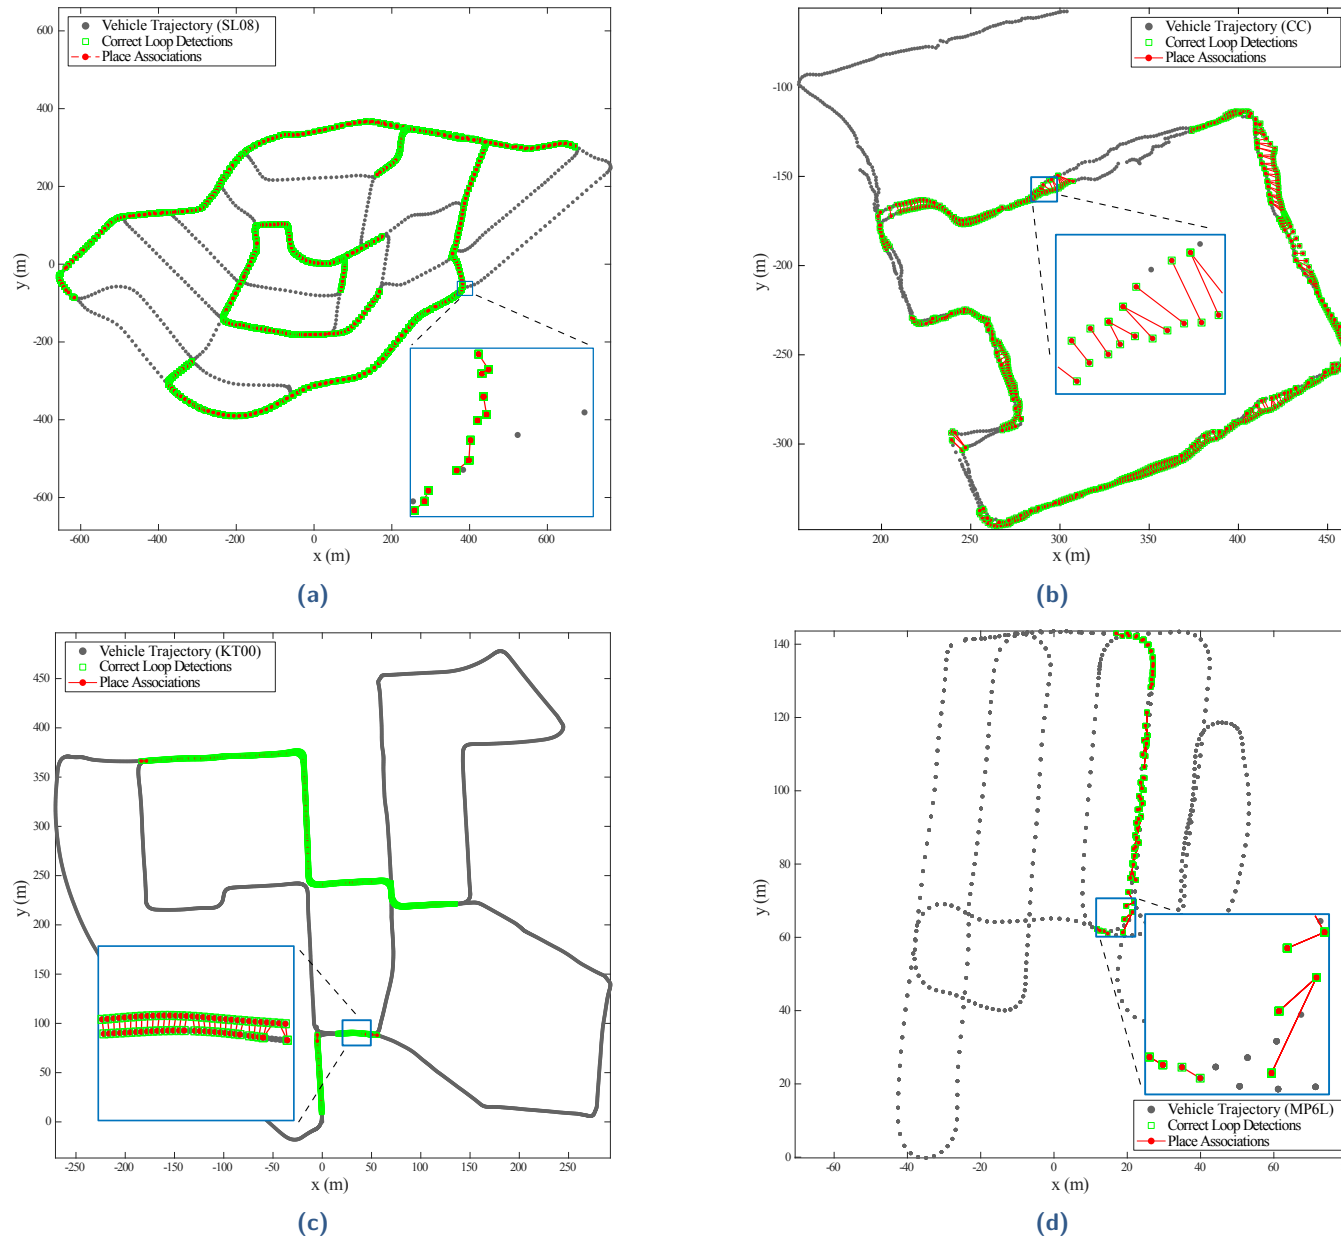 Vehicle Trajectory (SL08)
Correct Loop Detections
Place Associations
600
400
200
0
-200
-400
-600
y (m)
-600
-400
-200
0
200
400
600
x (m)
(a)
Vehicle Trajectory (CC)
Correct Loop Detections
Place Associations
-100
-150
-200
-250
-300
y (m)
200
250
300
350
400
450
x (m)
(b)
Vehicle Trajectory (KT00)
Correct Loop Detections
Place Associations
450
400
350
300
250
200
150
100
50
0
y (m)
-250
-200
-150
-100
-50
0
50
100
150
200
250
x (m)
(c)
140
120
100
80
60
40
20
0
y (m)
Vehicle Trajectory (MP6L)
Correct Loop Detections
Place Associations
-60
-40
-20
0
20
40
60
x (m)
(d)